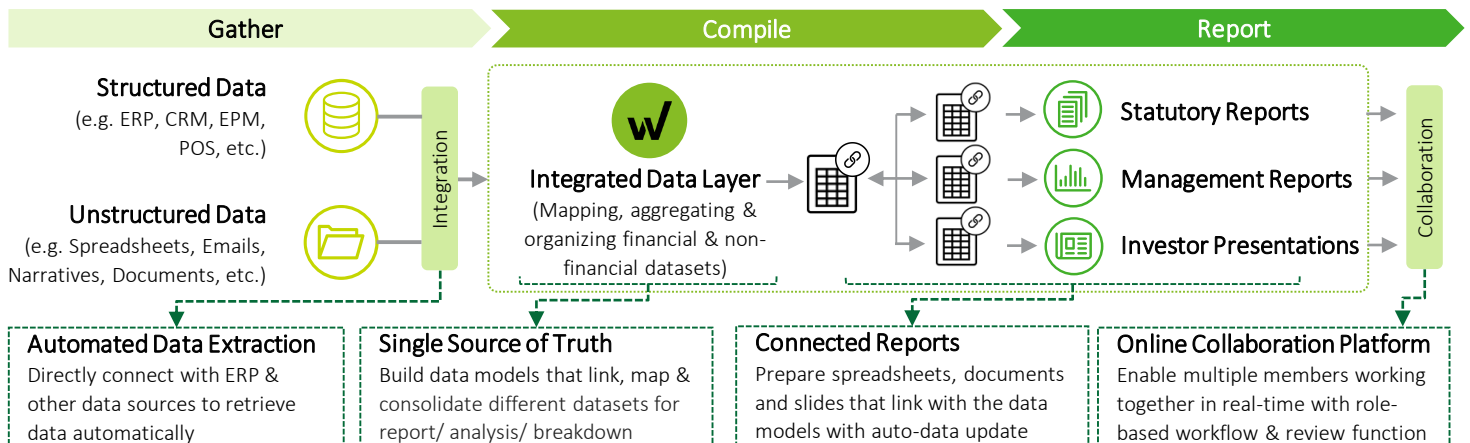 Gather
Compile
Report
Structured Data
(e.g. ERP, CRM, EPM,
POS, etc.)
Unstructured Data
(e.g. Spreadsheets, Emails,
Narratives, Documents, etc.)
Integration
w
Integrated Data Layer
(Mapping, aggregating &
organizing financial & non-
financial datasets)
Statutory Reports
Management Reports
Investor Presentations
Collaboration
Automated Data Extraction
Directly connect with ERP &
other data sources to retrieve
data automatically
Single Source of Truth
Build data models that link, map &
consolidate different datasets for
report/ analysis/ breakdown
Connected Reports
Prepare spreadsheets, documents
and slides that link with the data
models with auto-data update
Online Collaboration Platform
Enable multiple members working
together in real-time with role-
based workflow & review function